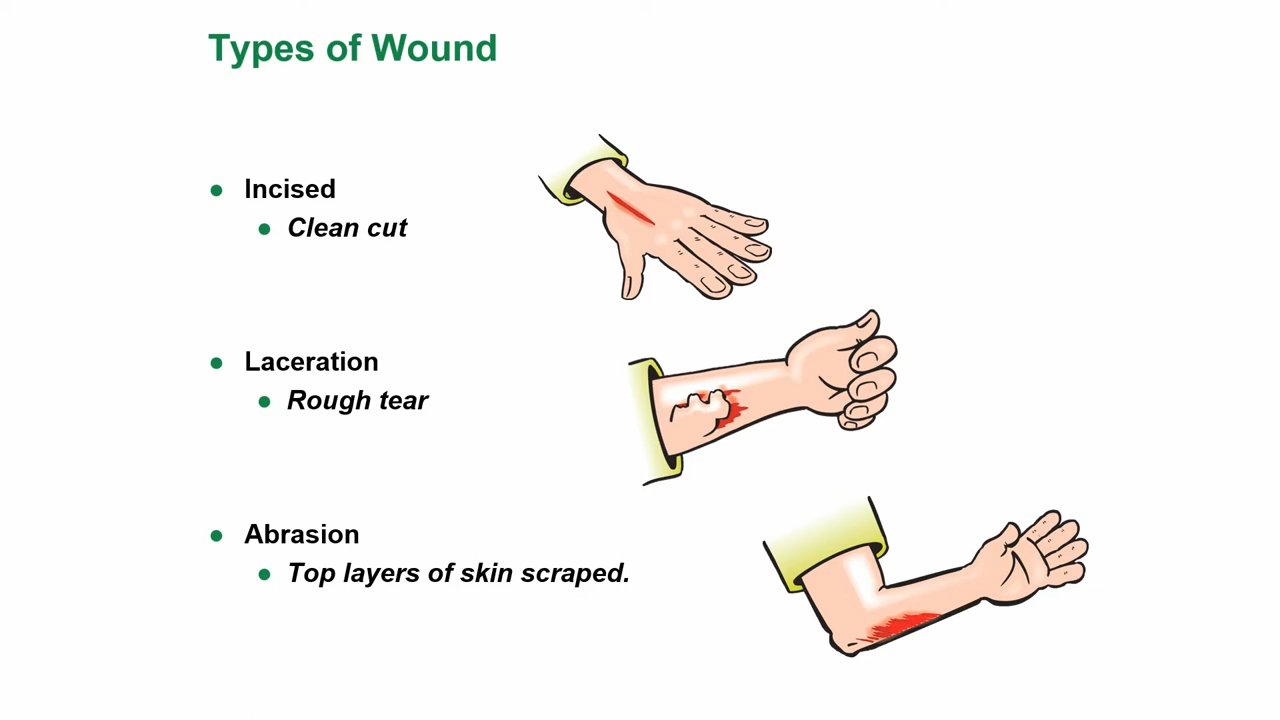 Types of Wound
Incised
Clean cut
Laceration
Rough tear
Abrasion
Top layers of skin scraped.